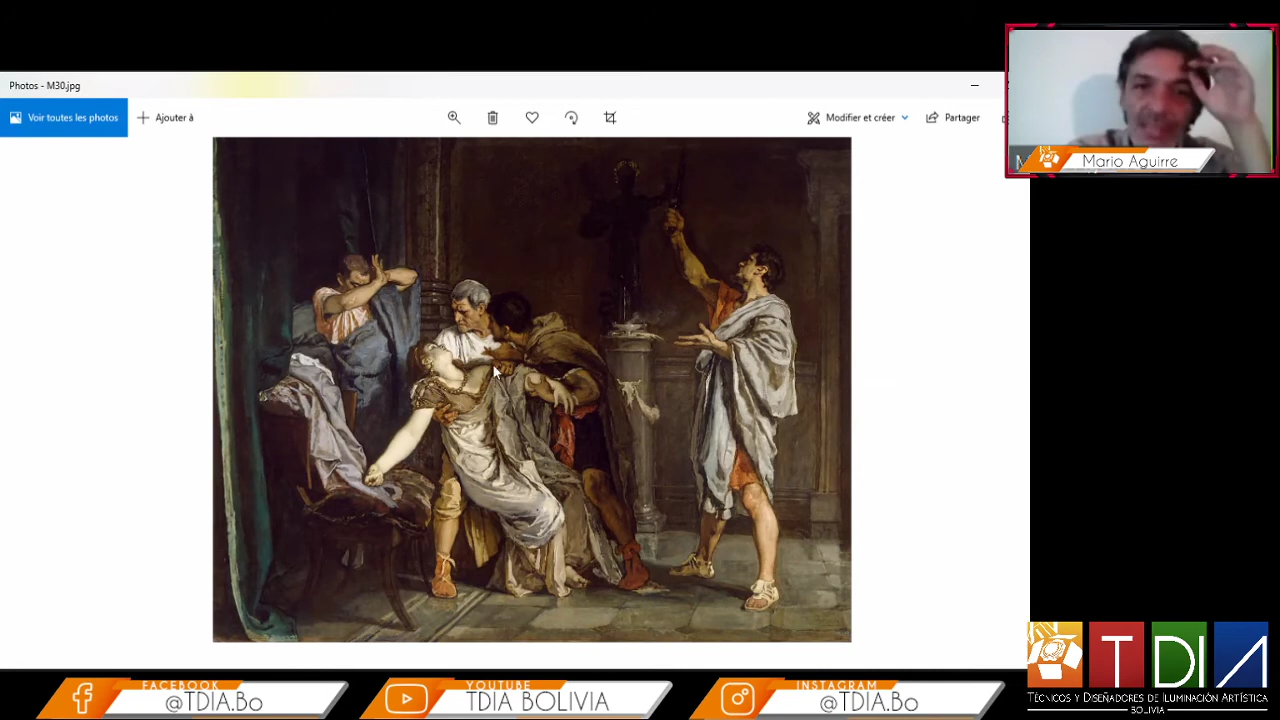 Photos - M30.jpg
Voir toutes les photos
Ajouter à
Modifier et créer
Partager
Mario Aguirre
FACEBOOK
@TDIA.Bo
YOUTUBE
TDIA BOLIVIA
INSTAGRAM
@TDIA.Bo
TDIA
TÉCNICOS Y DISEÑADORES DE ILUMINACIÓN ARTÍSTICA
BOLIVIA